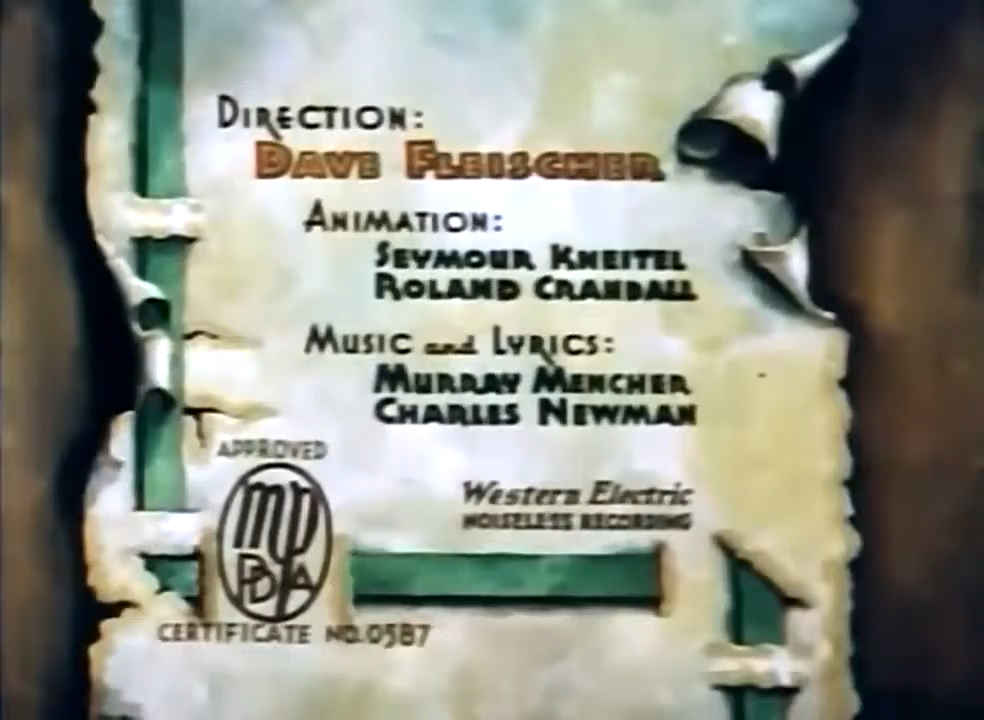 DIRECTION:
DAVE FLEISCHER
ANIMATION:
SEYMOUR KNEITEL
ROLAND CRANDALL
MUSIC and LYRICS:
MURRAY MENCHER
CHARLES NEWMAN
APPROVED
MPPDA
Western Electric
NOISELESS RECORDING
CERTIFICATE NO.0587